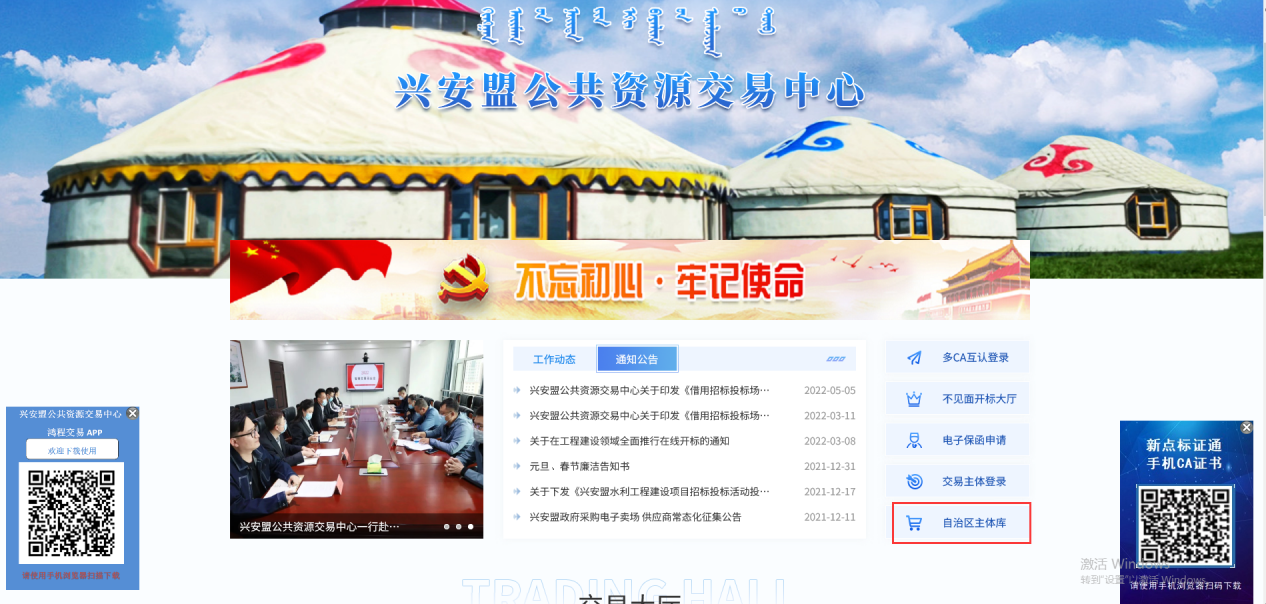 兴安盟公共资源交易中心
不忘初心·牢记使命
工作动态
通知公告
兴安盟公共资源交易中心关于印发《借用招标投标场… 2022-05-05
兴安盟公共资源交易中心关于印发《借用招标投标场… 2022-03-11
关于在工程建设领域全面推行在线开标的通知 2022-03-08
元旦、春节廉洁告知书 2021-12-31
关于下发《兴安盟水利工程建设项目招标投标活动投… 2021-12-17
兴安盟政府采购电子卖场 供应商常态化征集公告 2021-12-11
兴安盟公共资源交易中心一行赴…
多CA互认登录
不见面开标大厅
电子保函申请
交易主体登录
自治区主体库
兴安盟公共资源交易中心
鸿程交易 APP
欢迎下载使用
请使用手机浏览器扫描下载
新点标证通
手机CA证书
请使用手机浏览器扫码下载
激活 Windows
转到"设置"以激活 Windows。
TRADING HALL
交易大厅